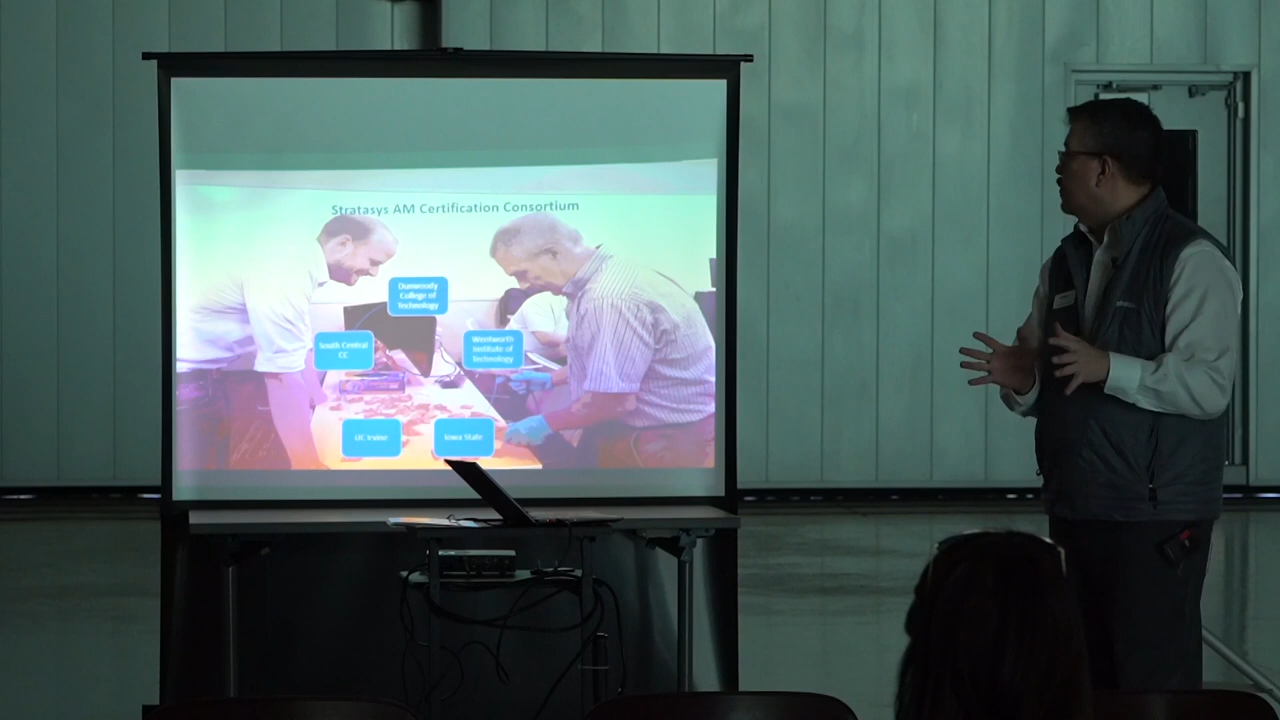 Stratasys AM Certification Consortium
Dunwoody
College of
Technology
South Central
CC
Wentworth
Institute of
Technology
UC Irvine
Iowa State